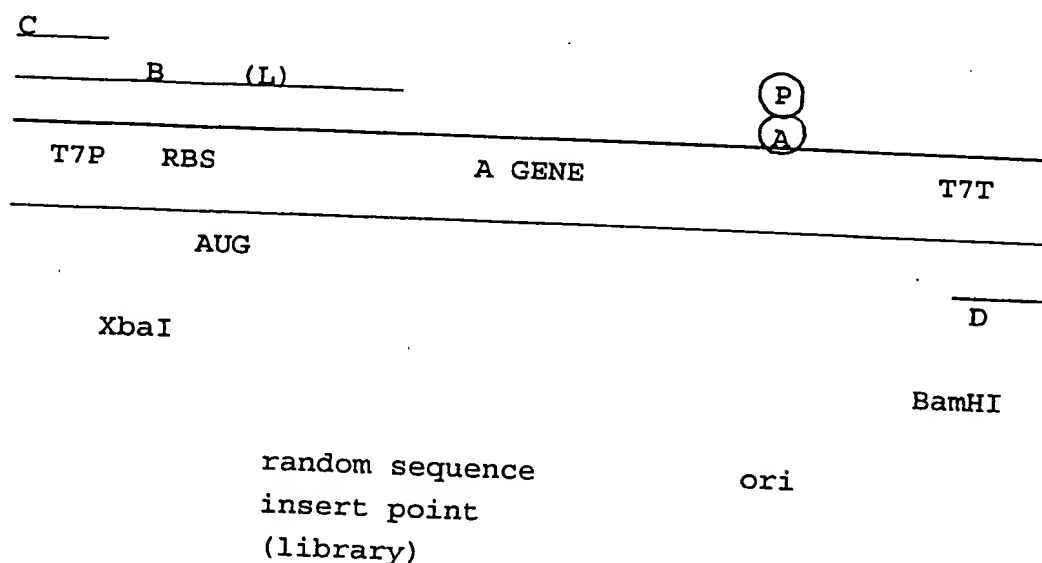 C
B (L)
P
A
T7P RBS A GENE T7T
AUG
D
XbaI
BamHI
random sequence ori
insert point
(library)